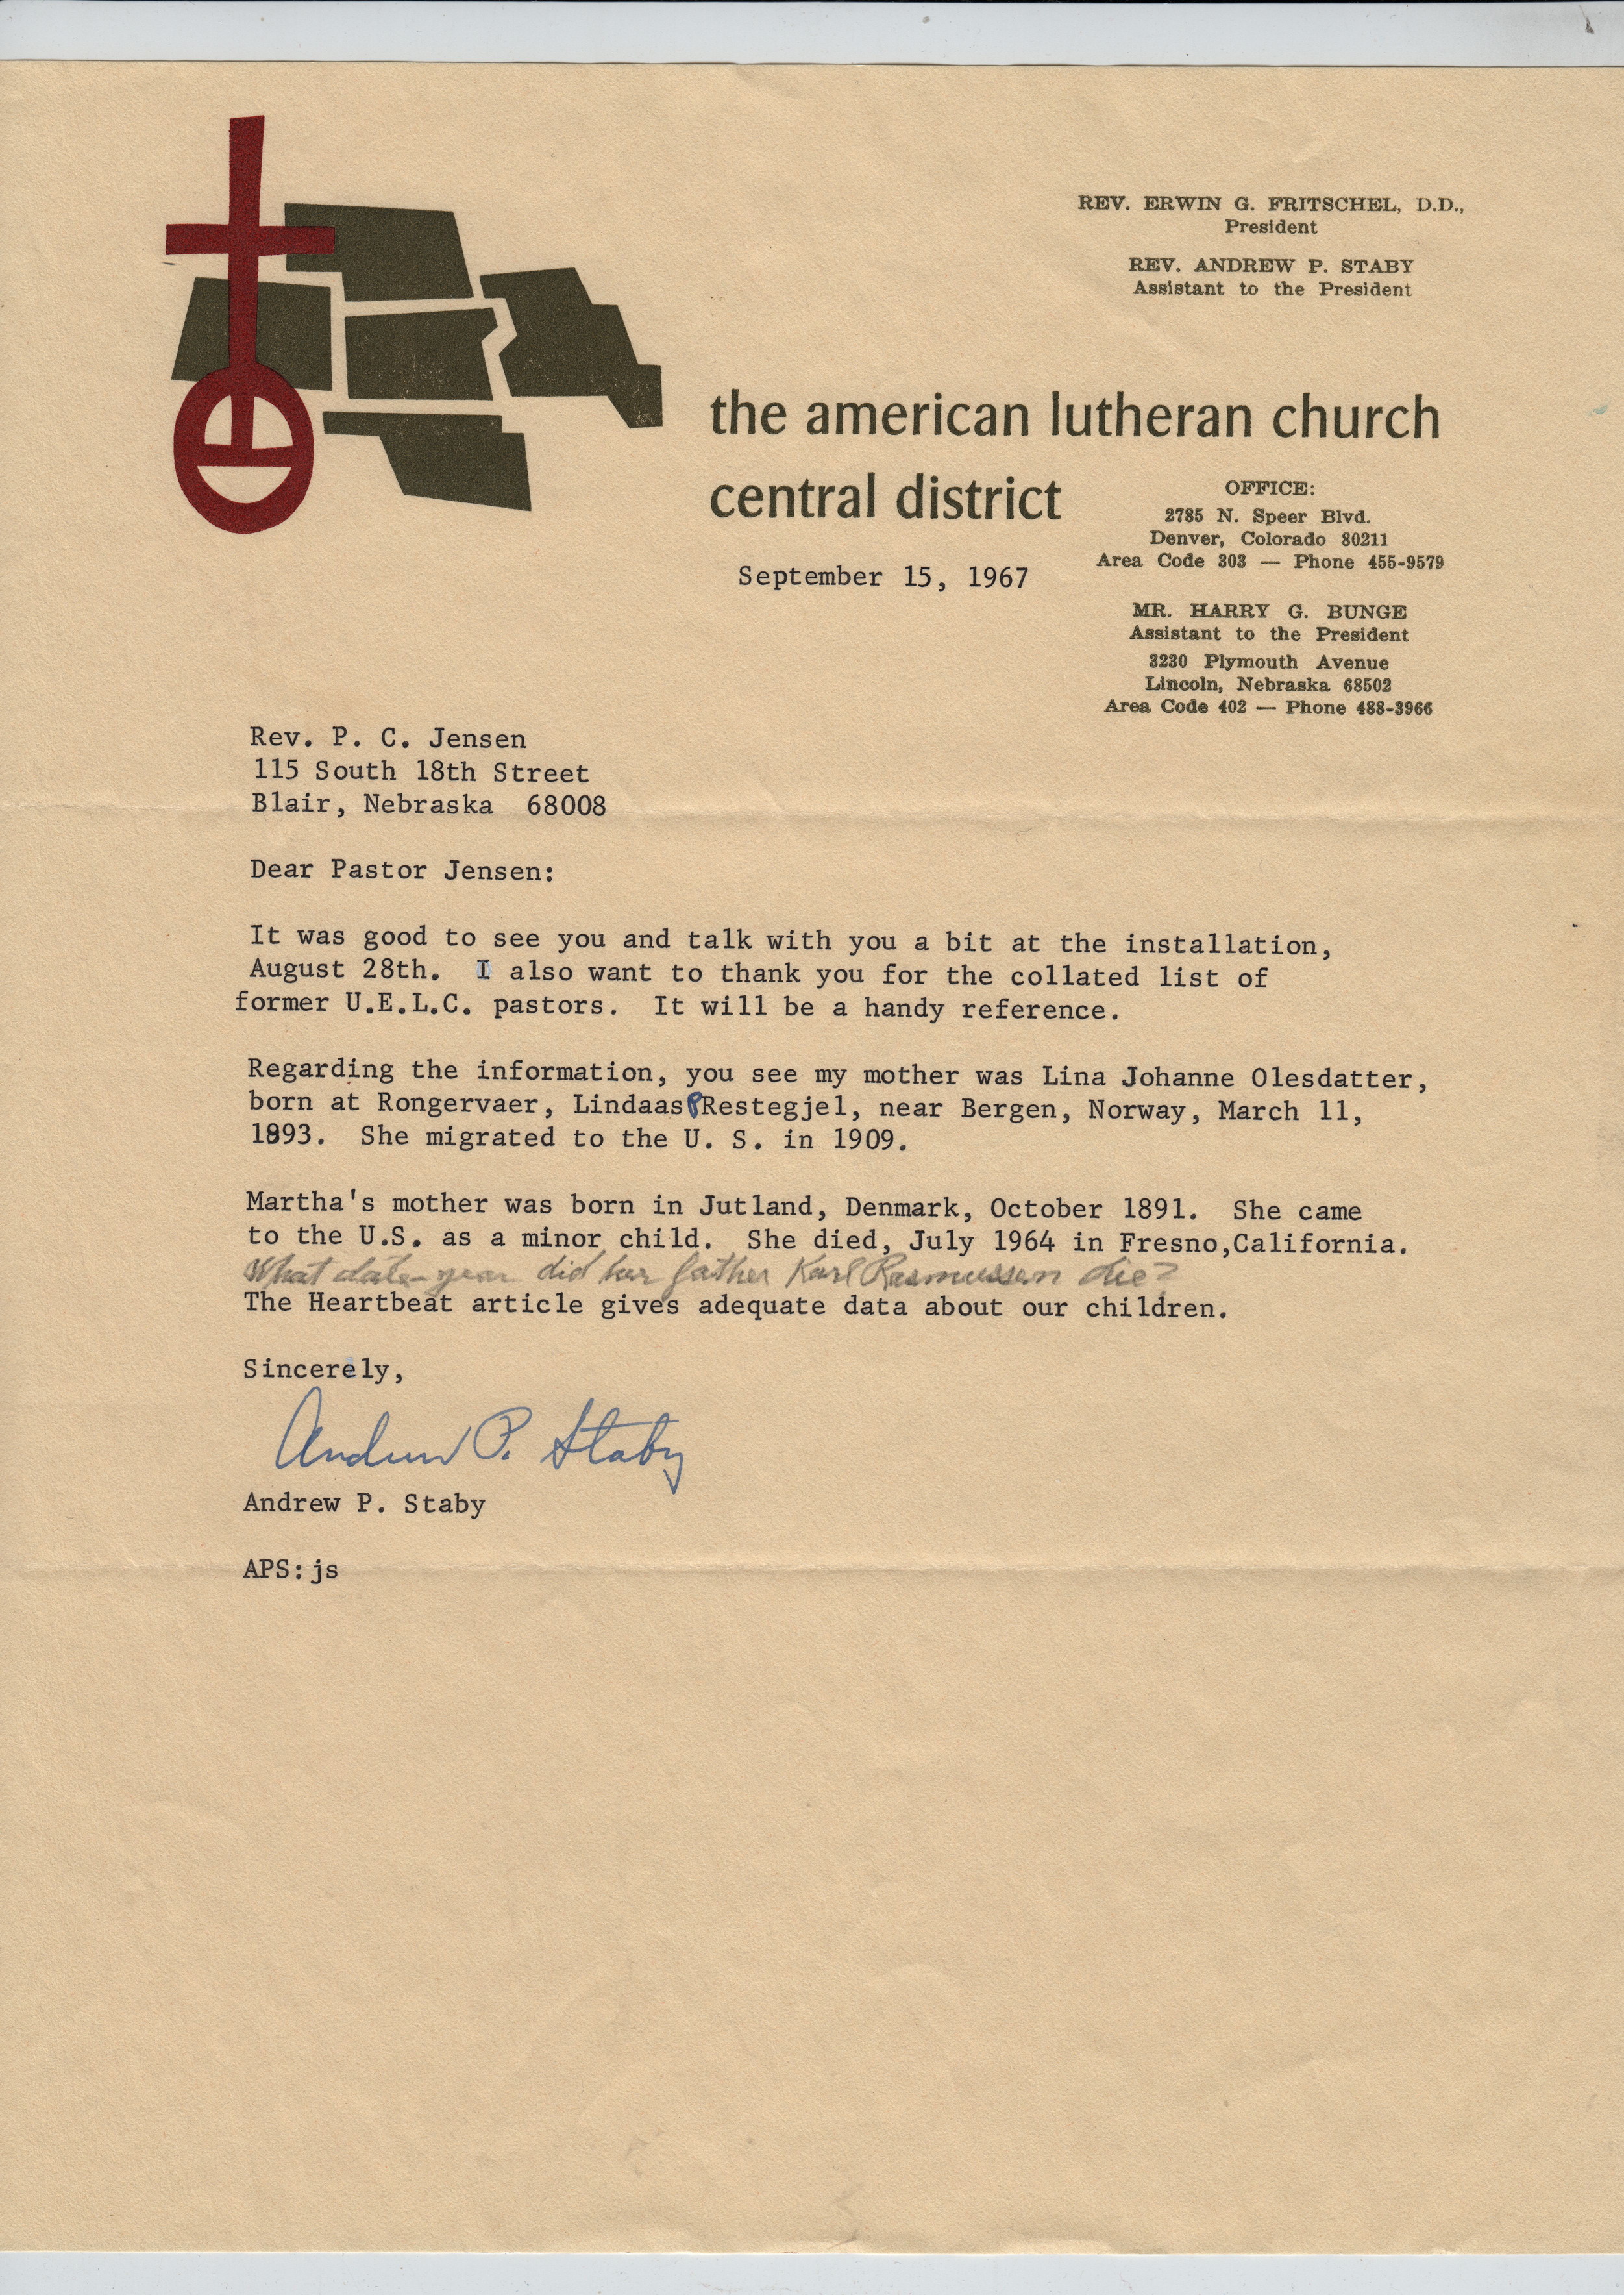 REV. ERWIN G. FRITSCHEL, D.D.,
President
REV. ANDREW P. STABY
Assistant to the President
the american lutheran church
central district
OFFICE:
2785 N. Speer Blvd.
Denver, Colorado 80211
Area Code 303 — Phone 455-9579
September 15, 1967
MR. HARRY G. BUNGE
Assistant to the President
3230 Plymouth Avenue
Lincoln, Nebraska 68502
Area Code 402 — Phone 488-3966
Rev. P. C. Jensen
115 South 18th Street
Blair, Nebraska 68008
Dear Pastor Jensen:
It was good to see you and talk with you a bit at the installation,
August 28th. I also want to thank you for the collated list of
former U.E.L.C. pastors. It will be a handy reference.
Regarding the information, you see my mother was Lina Johanne Olesdatter,
born at Rongervaer, Lindaas PRestegjel, near Bergen, Norway, March 11,
1893. She migrated to the U. S. in 1909.
Martha's mother was born in Jutland, Denmark, October 1891. She came
to the U.S. as a minor child. She died, July 1964 in Fresno,California.
What date-year did her father Karl Rasmussen die?
The Heartbeat article gives adequate data about our children.
Sincerely,
Andrew P. Staby
Andrew P. Staby
APS:js